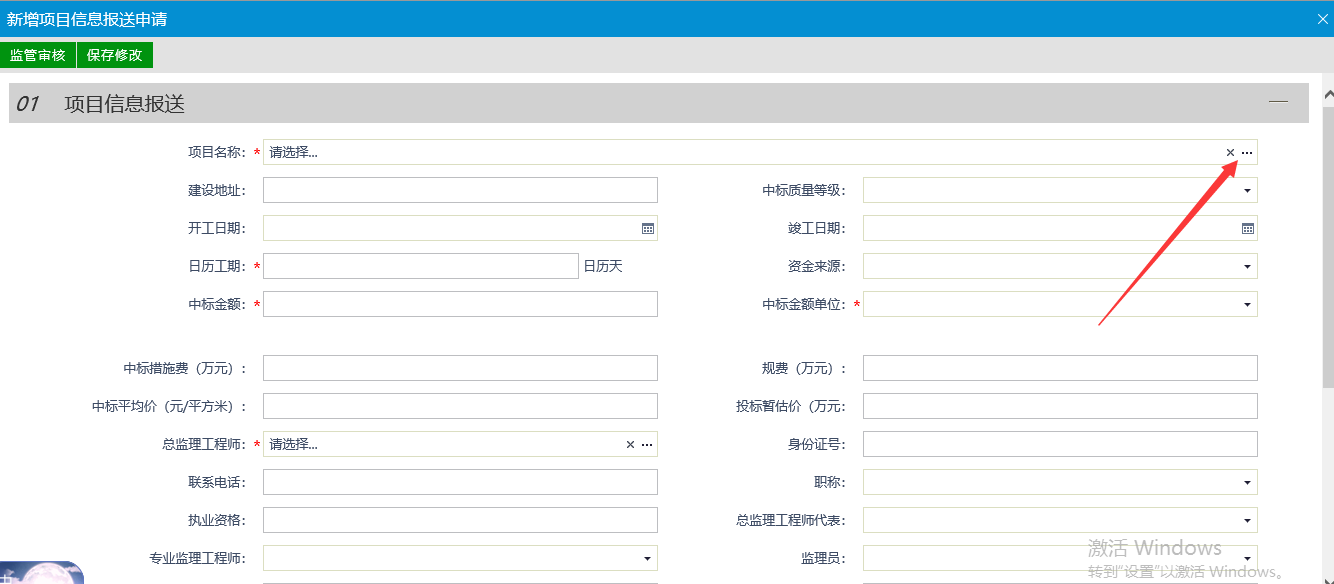 新增项目信息报送申请
监管审核 保存修改
01 项目信息报送
项目名称: * 请选择...
建设地址: 中标质量等级:
开工日期: 竣工日期:
日历工期: * 日历天 资金来源:
中标金额: * 中标金额单位: *
中标措施费（万元）: 规费（万元）:
中标平均价（元/平方米）: 投标暂估价（万元:
总监理工程师: * 请选择... 身份证号:
联系电话: 职称:
执业资格: 总监理工程师代表:
专业监理工程师: 监理员:
激活 Windows
转到"设置"以激活 Windows。
中